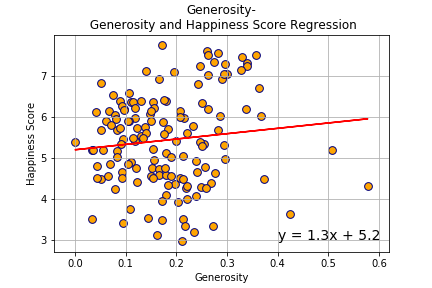 Generosity-
Generosity and Happiness Score Regression
Happiness Score
7
6
5
4
3
y = 1.3x + 5.2
0.0 0.1 0.2 0.3 0.4 0.5 0.6
Generosity